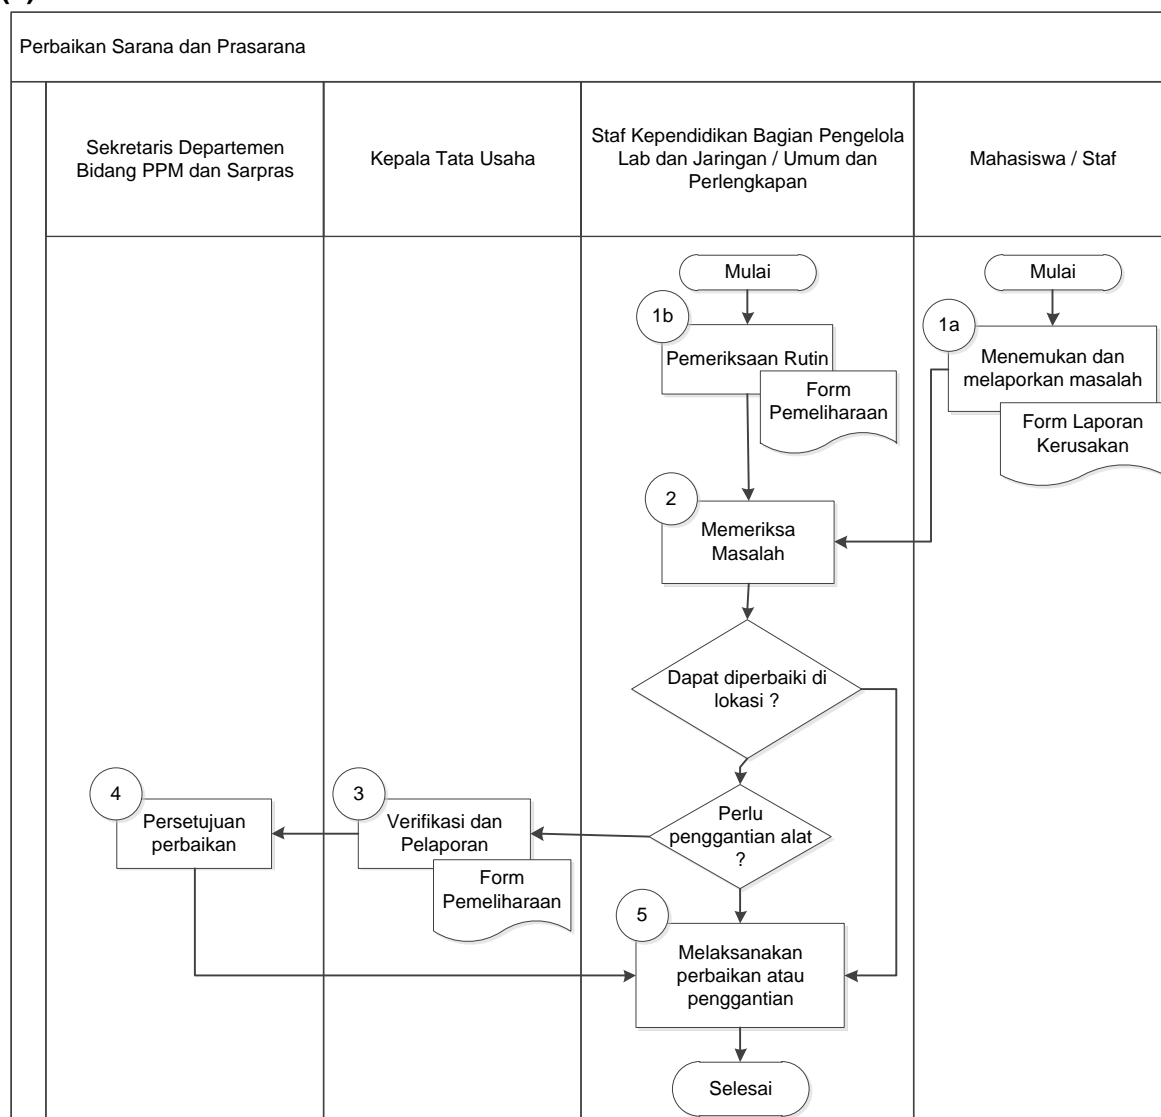 Perbaikan Sarana dan Prasarana
Sekretaris Departemen
Bidang PPM dan Sarpras
Kepala Tata Usaha
Staf Kependidikan Bagian Pengelola
Lab dan Jaringan / Umum dan
Perlengkapan
Mahasiswa / Staf
Mulai
Mulai
1b
Pemeriksaan Rutin
Form
Pemeliharaan
1a
Menemukan dan
melaporkan masalah
Form Laporan
Kerusakan
2
Memeriksa
Masalah
Dapat diperbaiki di
lokasi ?
4
Persetujuan
perbaikan
3
Verifikasi dan
Pelaporan
Form
Pemeliharaan
Perlu
penggantian alat
?
5
Melaksanakan
perbaikan atau
penggantian
Selesai